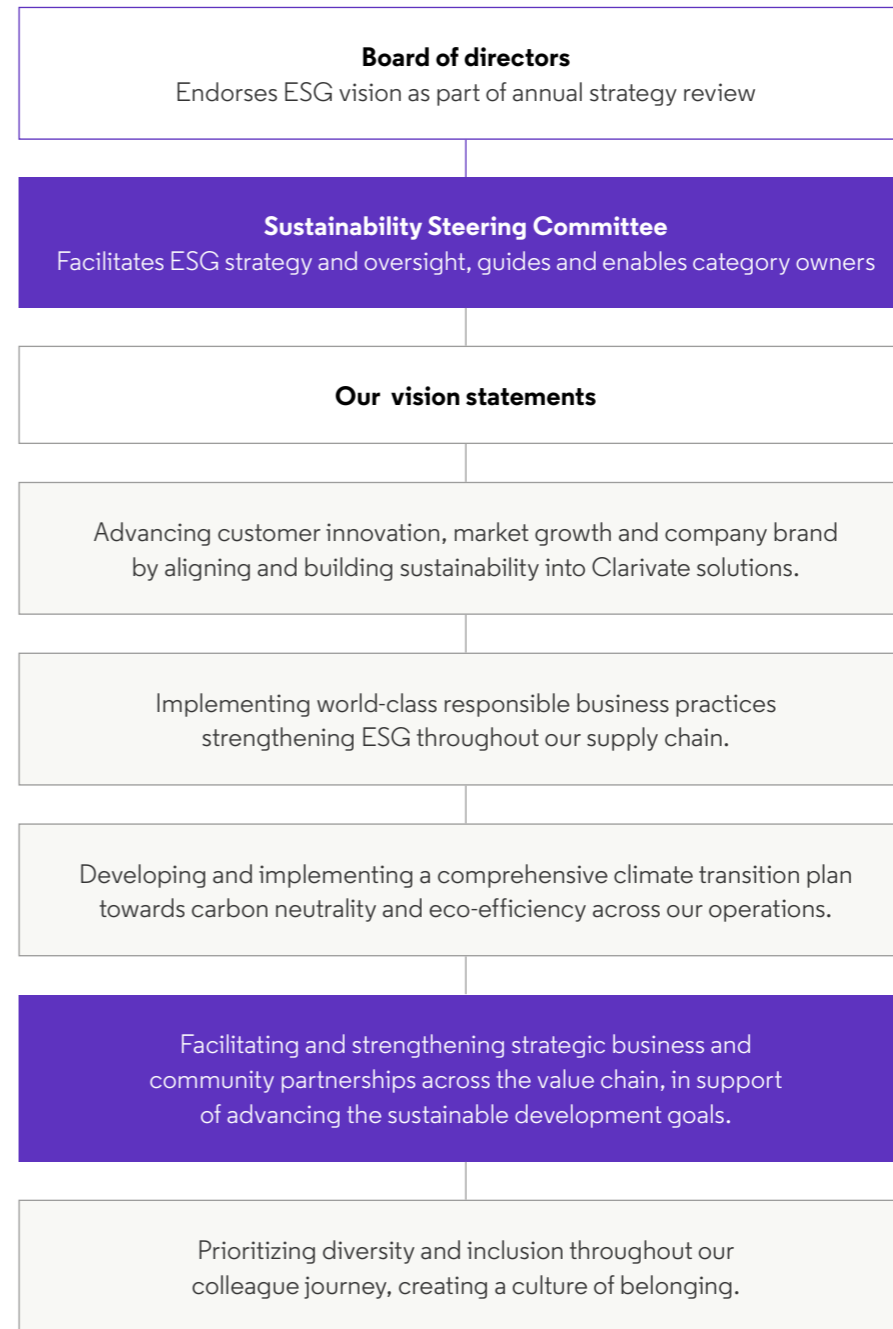 Board of directors
Endorses ESG vision as part of annual strategy review
Sustainability Steering Committee
Facilitates ESG strategy and oversight, guides and enables category owners
Our vision statements
Advancing customer innovation, market growth and company brand
by aligning and building sustainability into Clarivate solutions.
Implementing world-class responsible business practices
strengthening ESG throughout our supply chain.
Developing and implementing a comprehensive climate transition plan
towards carbon neutrality and eco-efficiency across our operations.
Facilitating and strengthening strategic business and
community partnerships across the value chain, in support
of advancing the sustainable development goals.
Prioritizing diversity and inclusion throughout our
colleague journey, creating a culture of belonging.